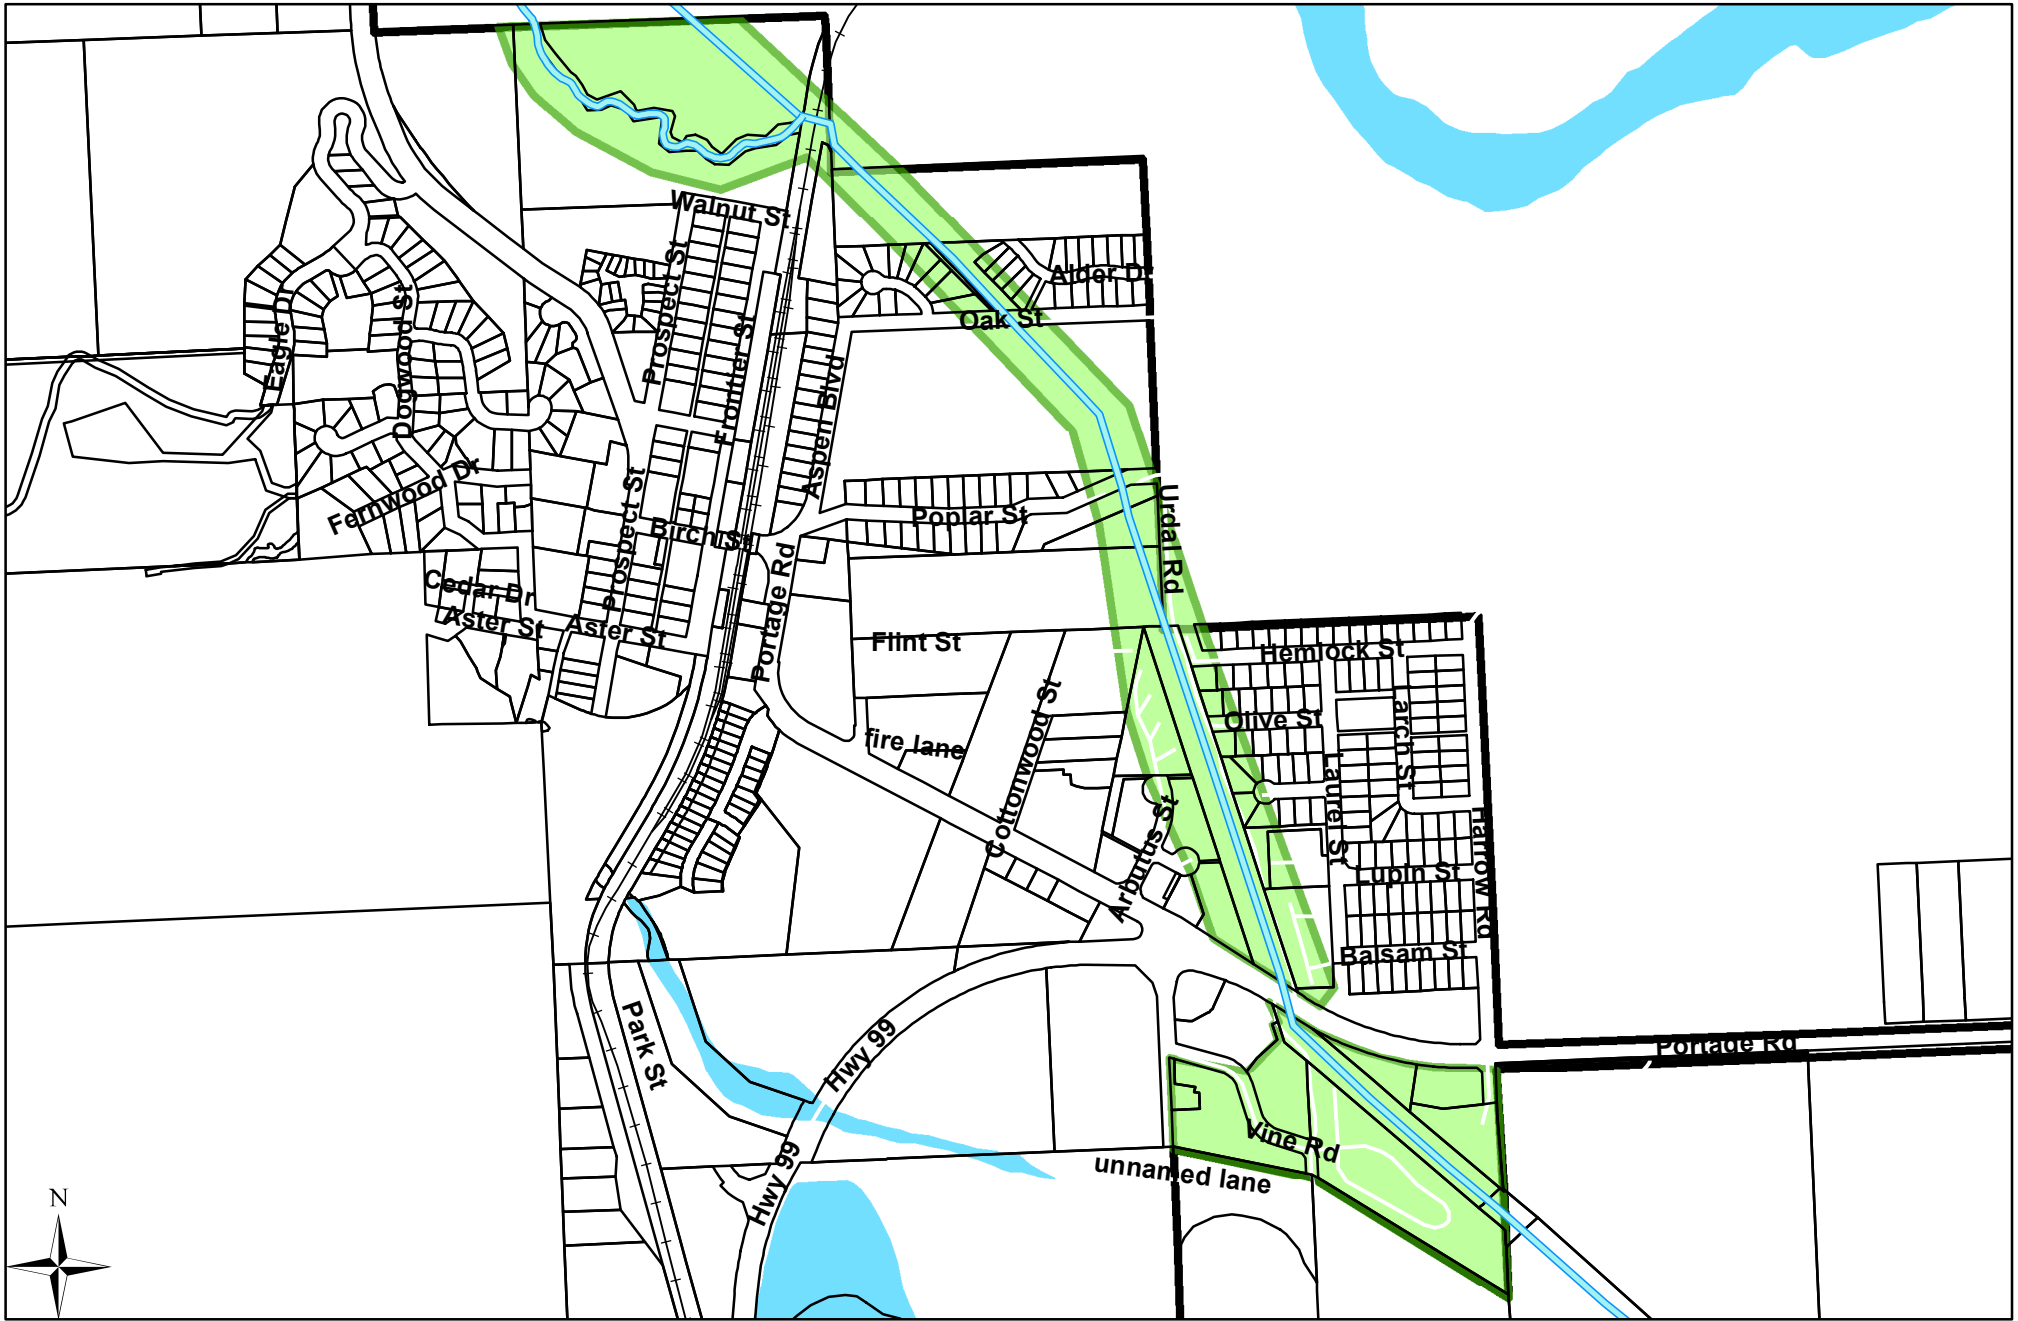 Walnut St
Prospect St
Alder Dr
Frontier St
Oak St
Eagle Dr
Dogwood St
Aspen Blvd
Fernwood Dr
Prospect St
Birch St
Poplar St
Urdal Rd
Cedar Dr
Aster St
Aster St
Portage Rd
Flint St
Hemlock St
Olive St
arch St
fire lane
Cottonwood St
Laurel St
Arbutus St
Lupin St
Harrow Rd
Balsam St
Park St
Hwy 99
Portage Rd
Vine Rd
unnamed lane
Hwy 99
N